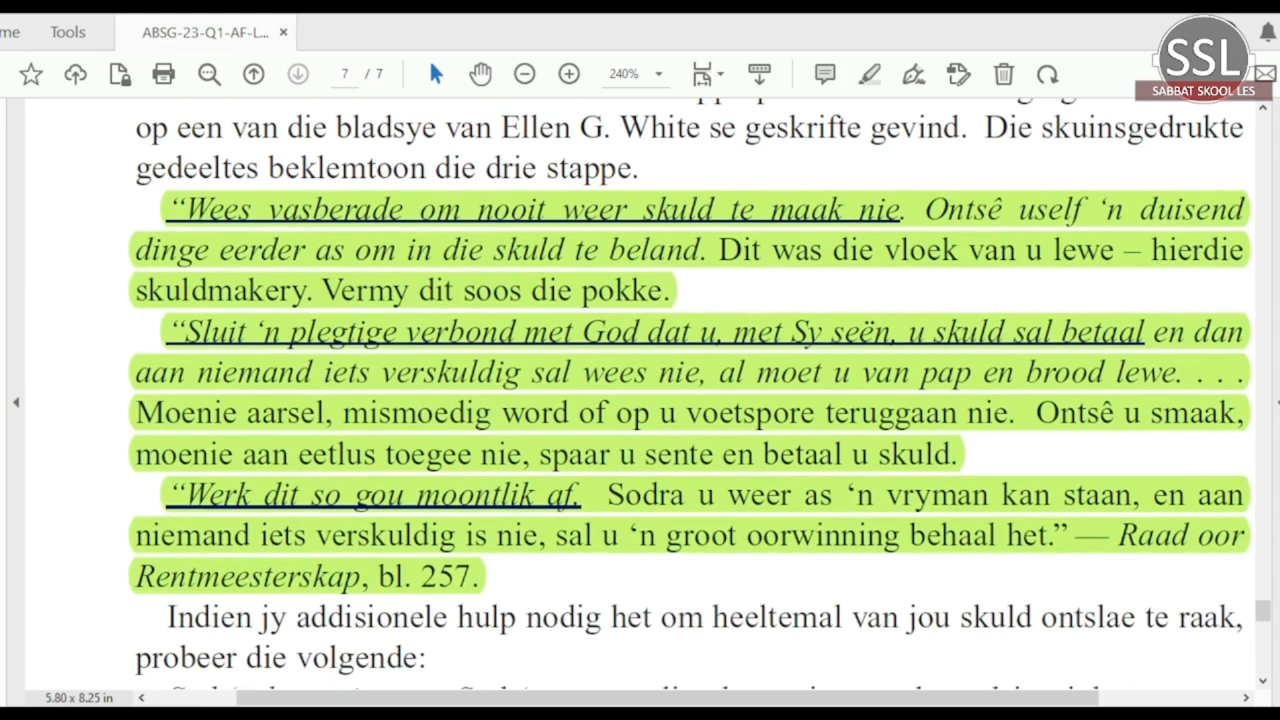 me Tools ABSG-23-Q1-AF-L... ×
7 / 7 240%
SSL
SABBAT SKOOL LES
op een van die bladsye van Ellen G. White se geskrifte gevind. Die skuinsgedrukte
gedeeltes beklemtoon die drie stappe.
“Wees vasberade om nooit weer skuld te maak nie. Ontsê uself ‘n duisend
dinge eerder as om in die skuld te beland. Dit was die vloek van u lewe – hierdie
skuldmakery. Vermy dit soos die pokke.
“Sluit ‘n plegtige verbond met God dat u, met Sy seën, u skuld sal betaal en dan
aan niemand iets verskuldig sal wees nie, al moet u van pap en brood lewe. . . .
Moenie aarsel, mismoedig word of op u voetspore teruggaan nie. Ontsê u smaak,
moenie aan eetlus toegee nie, spaar u sente en betaal u skuld.
“Werk dit so gou moontlik af. Sodra u weer as ‘n vryman kan staan, en aan
niemand iets verskuldig is nie, sal u ‘n groot oorwinning behaal het.” — Raad oor
Rentmeesterskap, bl. 257.
Indien jy addisionele hulp nodig het om heeltemal van jou skuld ontslae te raak,
probeer die volgende:
5.80 x 8.25 in